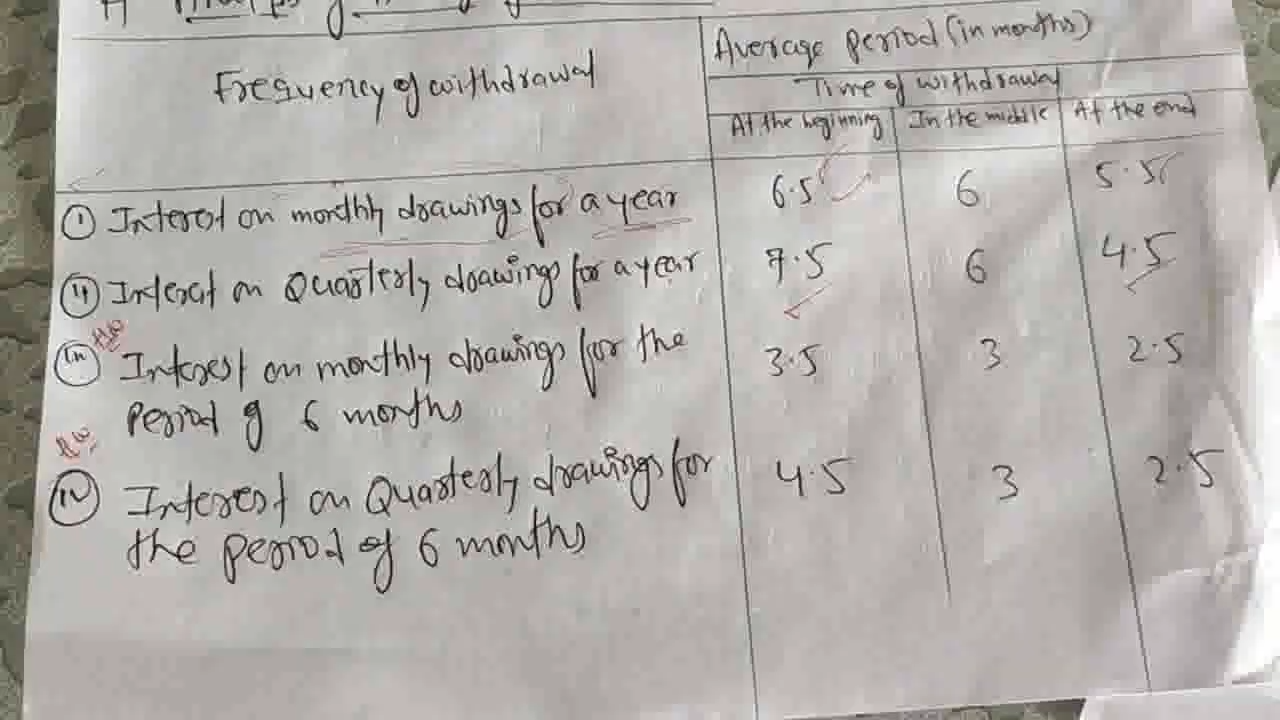 Average period (in months)
Frequency of withdrawal
Time of withdrawal
At the beginning In the middle At the end
(i) Interest on monthly drawings for a year 6.5 6 5.5
(ii) Interest on Quarterly drawings for a year 7.5 6 4.5
(iii) Interest on monthly drawings for the 3.5 3 2.5
period of 6 months
(iv) Interest on Quarterly drawings for 4.5 3 2.5
the period of 6 months